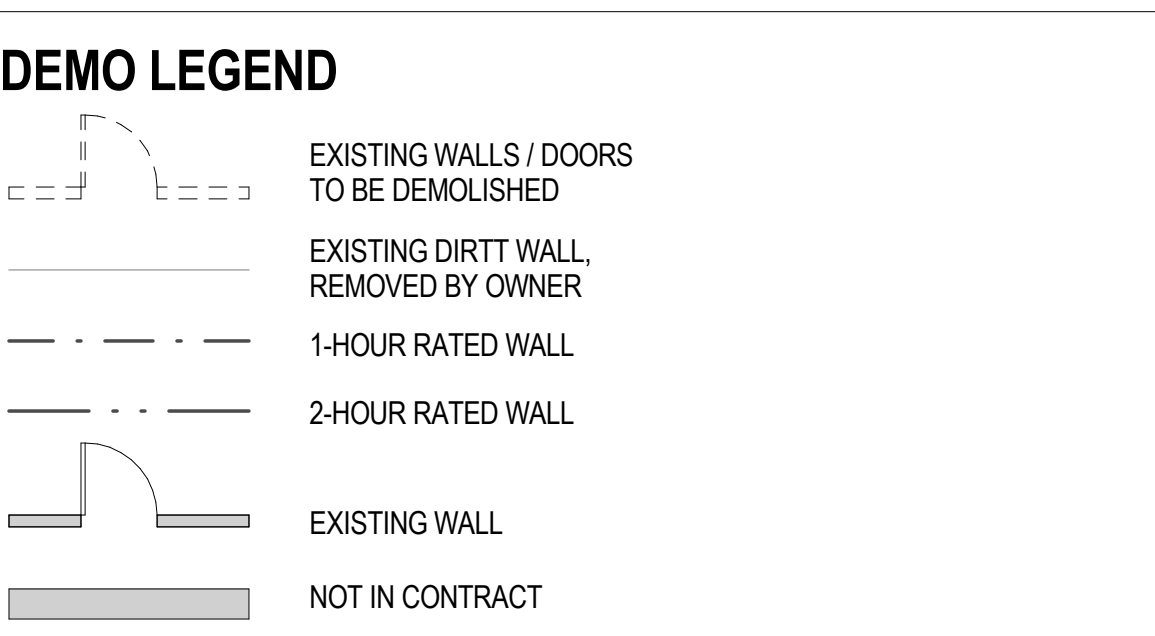 DEMO LEGEND
EXISTING WALLS / DOORS
TO BE DEMOLISHED
EXISTING DIRTT WALL,
REMOVED BY OWNER
1-HOUR RATED WALL
2-HOUR RATED WALL
EXISTING WALL
NOT IN CONTRACT